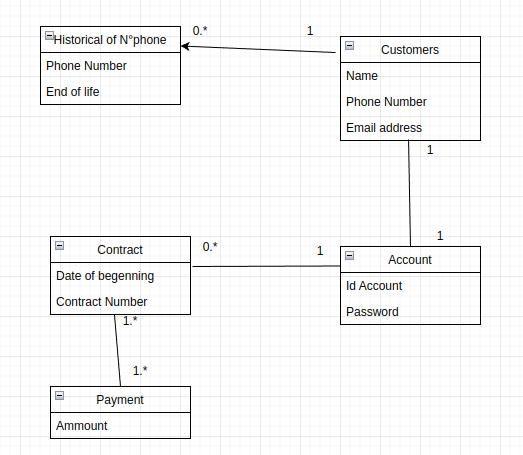 Historical of N°phone
Phone Number
End of life
0.*
1
Customers
Name
Phone Number
Email address
1
1
Contract
Date of begenning
Contract Number
0.*
1
Account
Id Account
Password
1.*
1.*
Payment
Ammount